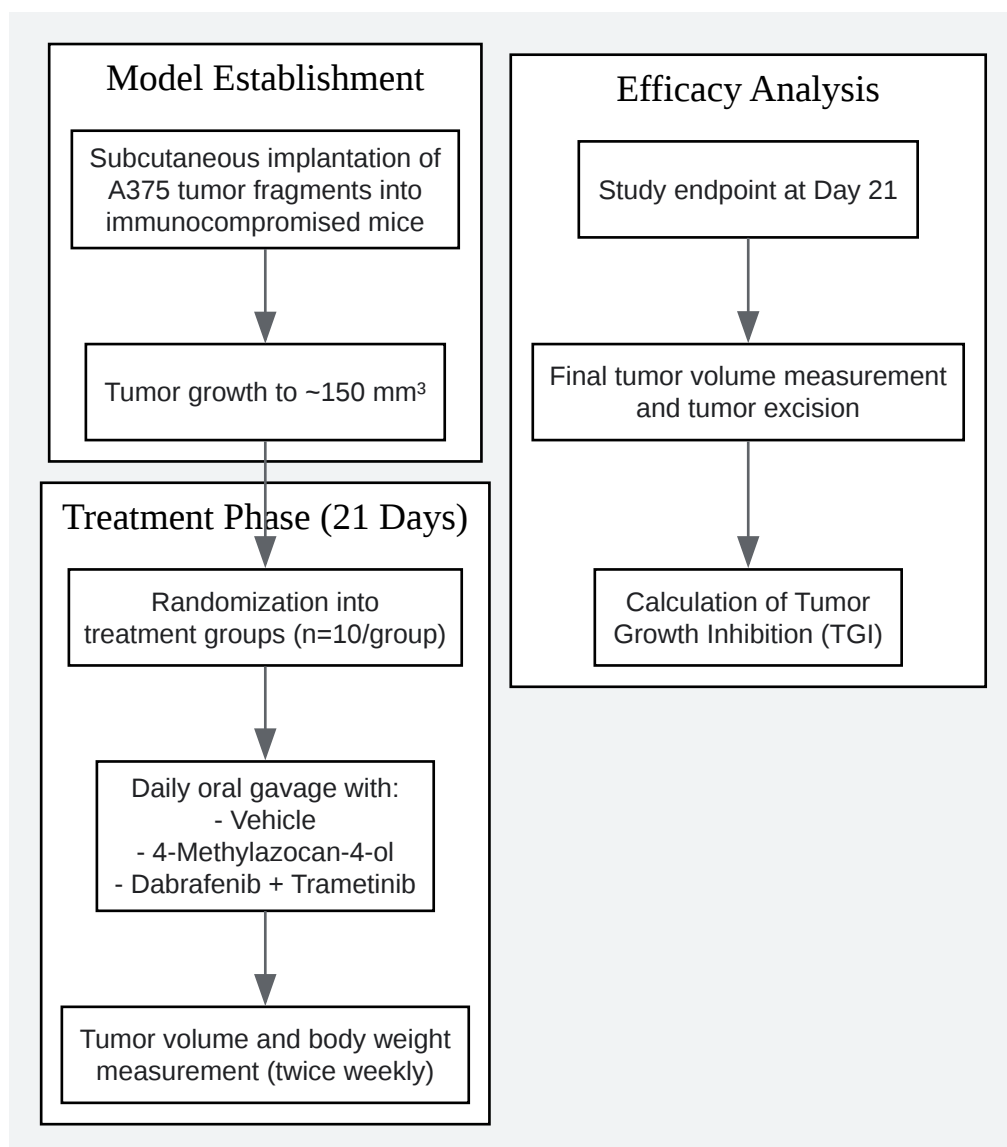 Model Establishment
Subcutaneous implantation of
A375 tumor fragments into
immunocompromised mice
Tumor growth to ~150 mm³
Treatment Phase (21 Days)
Randomization into
treatment groups (n=10/group)
Daily oral gavage with:
- Vehicle
- 4-Methylazocan-4-ol
- Dabrafenib + Trametinib
Tumor volume and body weight
measurement (twice weekly)
Efficacy Analysis
Study endpoint at Day 21
Final tumor volume measurement
and tumor excision
Calculation of Tumor
Growth Inhibition (TGI)